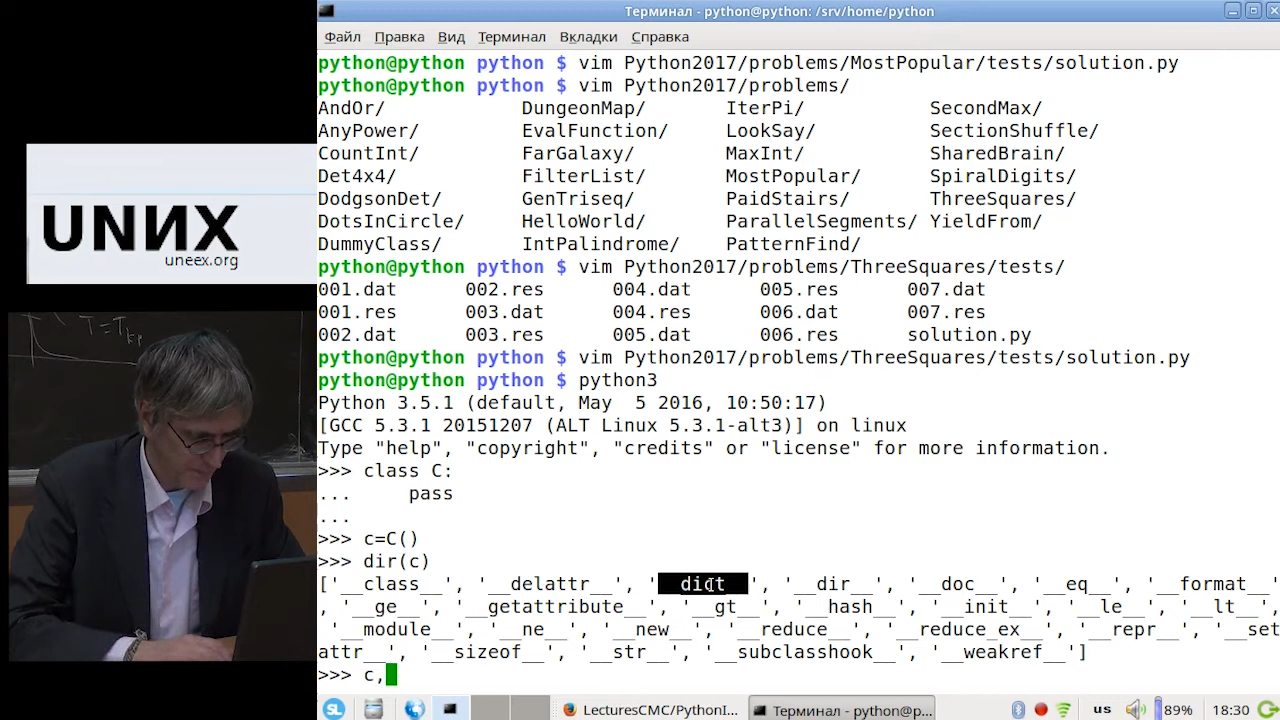 Терминал - python@python: /srv/home/python
Файл Правка Вид Терминал Вкладки Справка
python@python python $ vim Python2017/problems/MostPopular/tests/solution.py
python@python python $ vim Python2017/problems/
AndOr/ DungeonMap/ IterPi/ SecondMax/
AnyPower/ EvalFunction/ LookSay/ SectionShuffle/
CountInt/ FarGalaxy/ MaxInt/ SharedBrain/
Det4x4/ FilterList/ MostPopular/ SpiralDigits/
DodgsonDet/ GenTriseq/ PaidStairs/ ThreeSquares/
DotsInCircle/ HelloWorld/ ParallelSegments/ YieldFrom/
DummyClass/ IntPalindrome/ PatternFind/
python@python python $ vim Python2017/problems/ThreeSquares/tests/
001.dat 002.res 004.dat 005.res 007.dat
001.res 003.dat 004.res 006.dat 007.res
002.dat 003.res 005.dat 006.res solution.py
python@python python $ vim Python2017/problems/ThreeSquares/tests/solution.py
python@python python $ python3
Python 3.5.1 (default, May  5 2016, 10:50:17)
[GCC 5.3.1 20151207 (ALT Linux 5.3.1-alt3)] on linux
Type "help", "copyright", "credits" or "license" for more information.
>>> class C:
... pass
...
>>> c=C()
>>> dir(c)
['__class__', '__delattr__', '__dict__', '__dir__', '__doc__', '__eq__', '__format__'
, '__ge__', '__getattribute__', '__gt__', '__hash__', '__init__', '__le__', '__lt__',
'__module__', '__ne__', '__new__', '__reduce__', '__reduce_ex__', '__repr__', '__set
attr__', '__sizeof__', '__str__', '__subclasshook__', '__weakref__']
>>> c,
UNИX
uneex.org
T=Tкр
SL LecturesCMC/PythonI... Терминал - python@p... us 89% 18:30